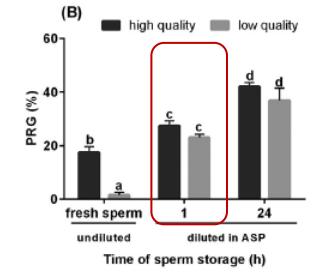 (B)
high quality low quality
PRG (%)
60
40
20
0
b a c c d d
fresh sperm 1 24
undiluted diluted in ASP
Time of sperm storage (h)